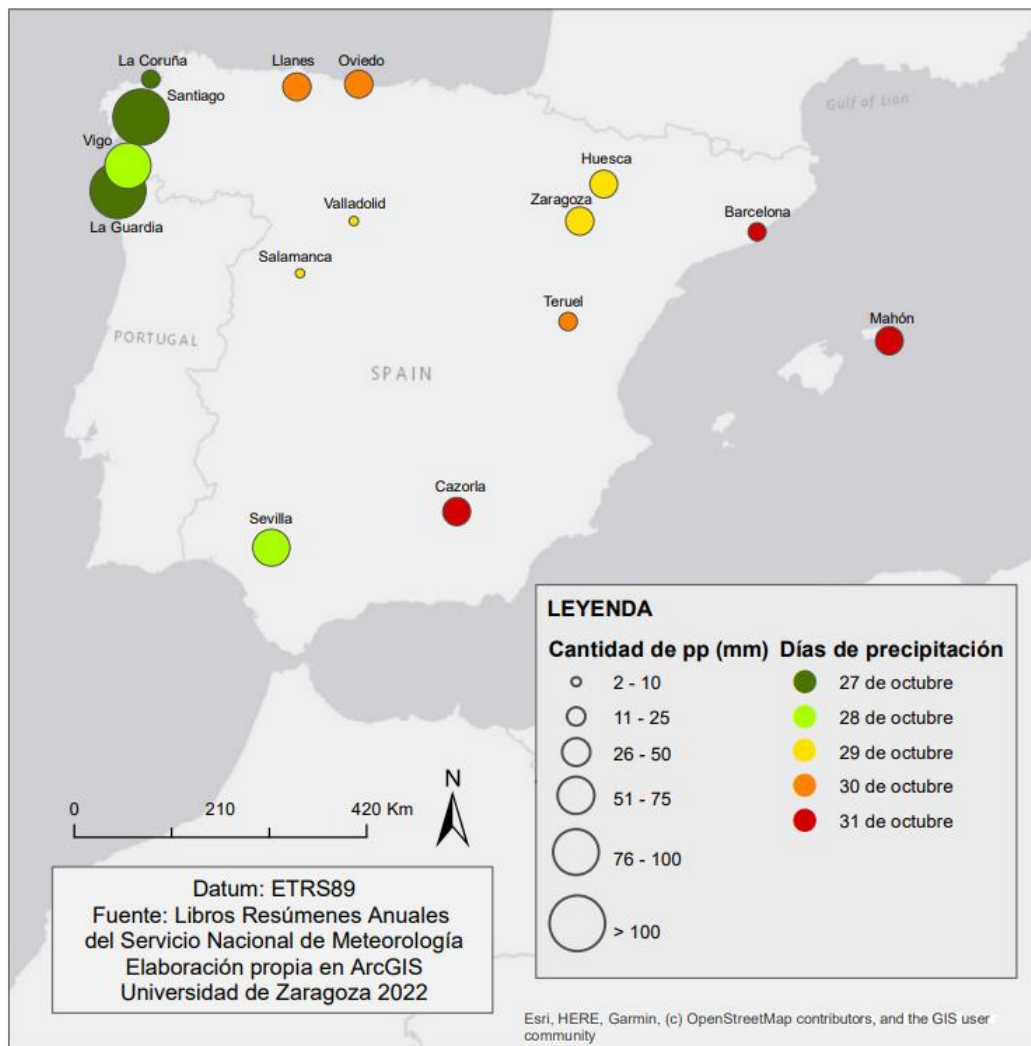 La Coruña
Llanes
Oviedo
Santiago
Gulf of Lion
Vigo
Huesca
Valladolid
Zaragoza
Barcelona
La Guardia
Salamanca
Teruel
Mahón
PORTUGAL
SPAIN
Cazorla
Sevilla
LEYENDA
Cantidad de pp (mm)
2 - 10
11 - 25
26 - 50
51 - 75
76 - 100
> 100
Días de precipitación
27 de octubre
28 de octubre
29 de octubre
30 de octubre
31 de octubre
N
0 210 420 Km
Datum: ETRS89
Fuente: Libros Resúmenes Anuales
del Servicio Nacional de Meteorología
Elaboración propia en ArcGIS
Universidad de Zaragoza 2022
Esri, HERE, Garmin, (c) OpenStreetMap contributors, and the GIS user
community